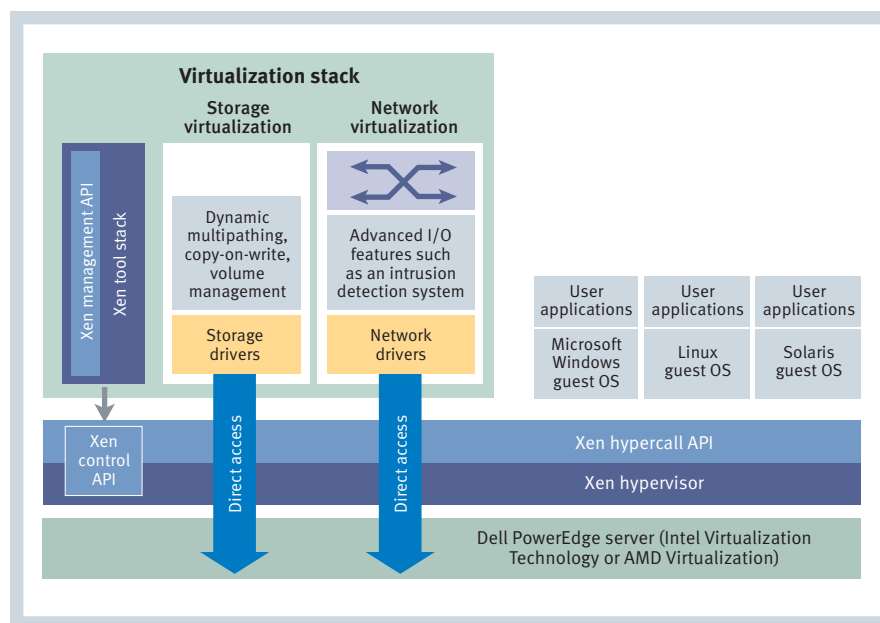 Virtualization stack
Storage
virtualization
Network
virtualization
Xen management API
Xen tool stack
Dynamic
multipathing,
copy-on-write,
volume
management
Advanced I/O
features such
as an intrusion
detection system
Storage
drivers
Network
drivers
User
applications
User
applications
User
applications
Microsoft
Windows
guest OS
Linux
guest OS
Solaris
guest OS
Xen
control
API
Direct access
Direct access
Xen hypercall API
Xen hypervisor
Dell PowerEdge server (Intel Virtualization
Technology or AMD Virtualization)